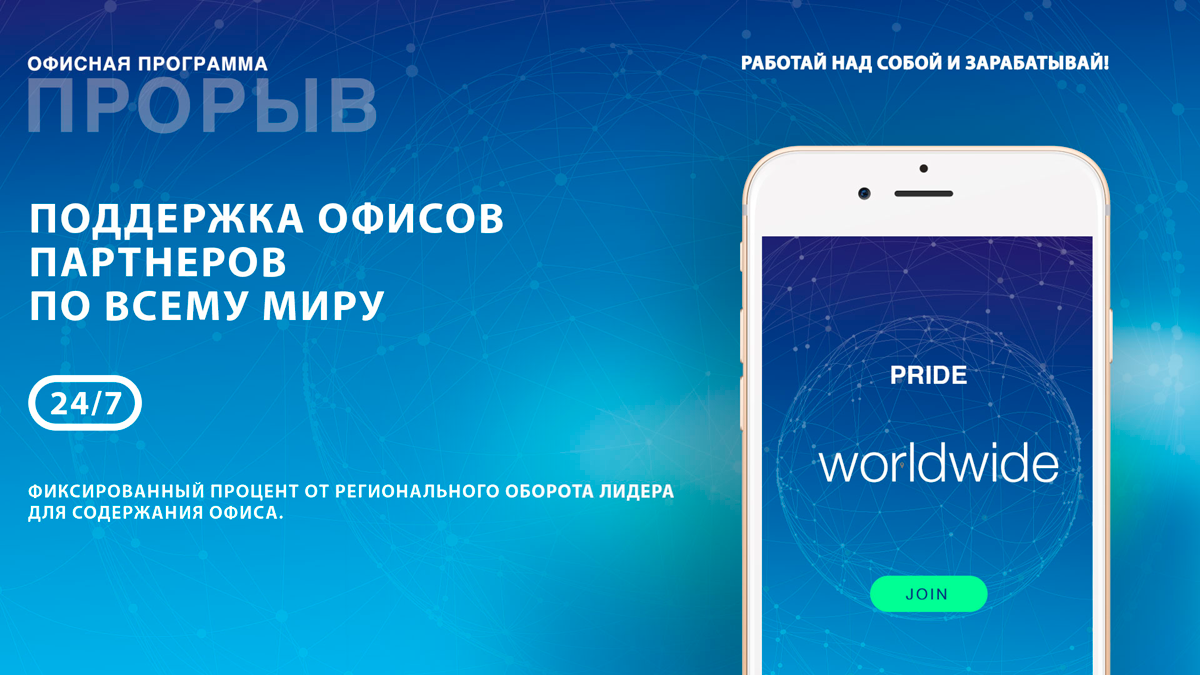 ОФИСНАЯ ПРОГРАММА
ПРОРЫВ
РАБОТАЙ НАД СОБОЙ И ЗАРАБАТЫВАЙ!
ПОДДЕРЖКА ОФИСОВ
ПАРТНЕРОВ
ПО ВСЕМУ МИРУ
24/7
ФИКСИРОВАННЫЙ ПРОЦЕНТ ОТ РЕГИОНАЛЬНОГО ОБОРОТА ЛИДЕРА
ДЛЯ СОДЕРЖАНИЯ ОФИСА.
PRIDE
worldwide
JOIN